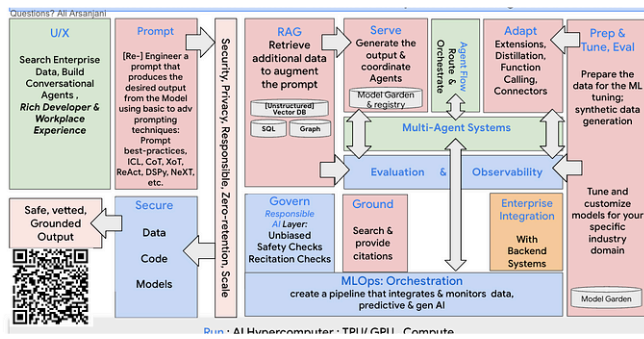 Questions? Ali Arsanjani
U/X
Search Enterprise
Data, Build
Conversational
Agents ,
Rich Developer &
Workplace
Experience
Prompt
[Re-] Engineer a
prompt that
produces the
desired output
from the Model
using basic to adv
prompting
techniques:
Prompt
best-practices,
ICL, CoT, XoT,
ReAct, DSPy, NeXT,
etc.
Security, Privacy, Responsible, Zero-retention, Scale
RAG
Retrieve
additional data
to augment
the prompt
[Unstructured]
Vector DB
SQL
Graph
Serve
Generate the
output &
coordinate
Agents
Model Garden
& registry
Agent Flow
Route &
Orchestrate
Adapt
Extensions,
Distillation,
Function
Calling,
Connectors
Prep &
Tune, Eval
Prepare the
data for the ML
tuning;
synthetic data
generation
Tune and
customize
models for your
specific
industry
domain
Model Garden
Multi-Agent Systems
Evaluation & Observability
Safe, vetted,
Grounded
Output
Secure
Data
Code
Models
Govern
Responsible
AI Layer:
Unbiased
Safety Checks
Recitation Checks
Ground
Search &
provide
citations
Enterprise
Integration
With
Backend
Systems
MLOps: Orchestration
create a pipeline that integrates & monitors data,
predictive & gen AI
Run : AI Hypercomputer : TPU/ GPU , Compute